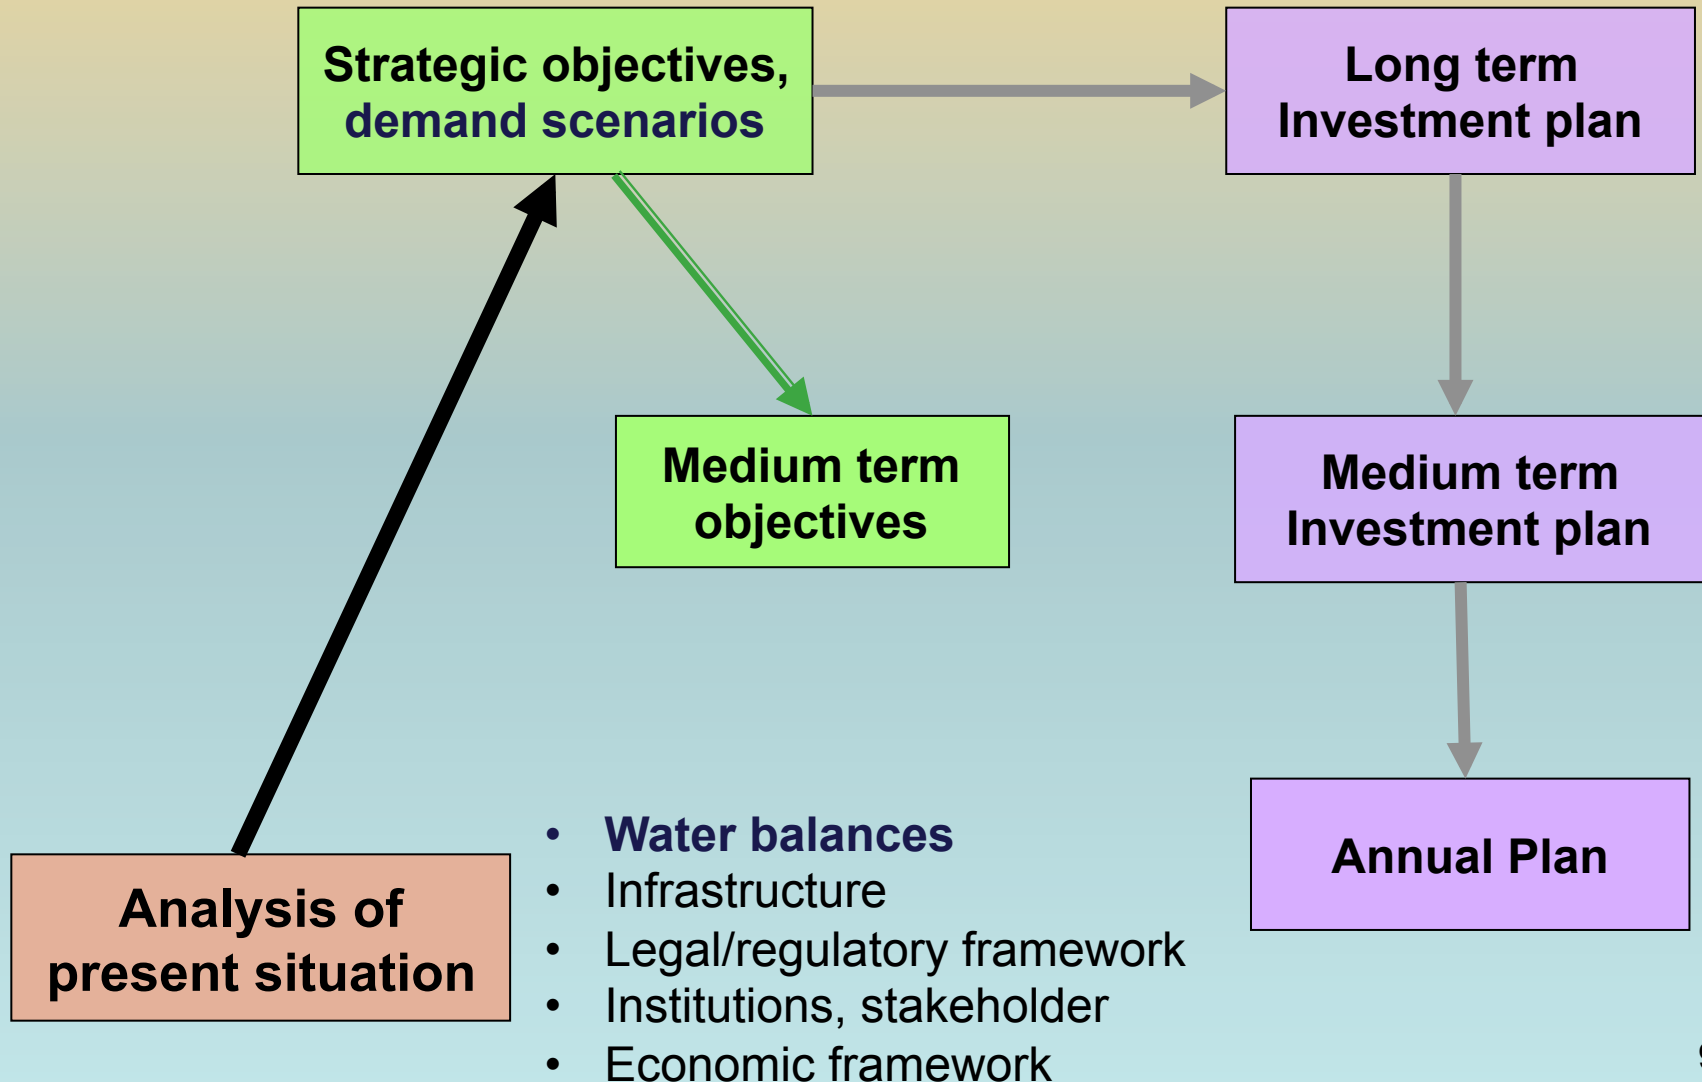 Strategic objectives,
demand scenarios
Long term
Investment plan
Medium term
objectives
Medium term
Investment plan
Annual Plan
Analysis of
present situation
• Water balances
• Infrastructure
• Legal/regulatory framework
• Institutions, stakeholder
• Economic framework